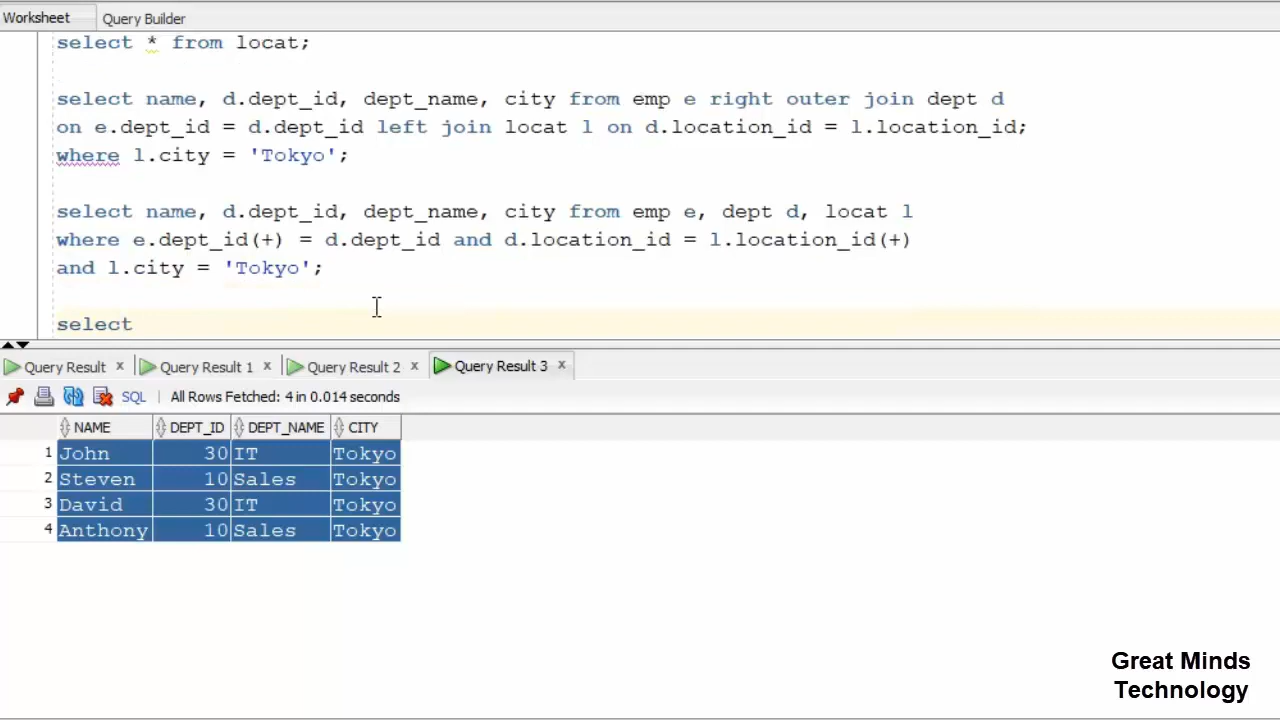 Worksheet Query Builder
select * from locat;
select name, d.dept_id, dept_name, city from emp e right outer join dept d
on e.dept_id = d.dept_id left join locat l on d.location_id = l.location_id;
where l.city = 'Tokyo';
select name, d.dept_id, dept_name, city from emp e, dept d, locat l
where e.dept_id(+) = d.dept_id and d.location_id = l.location_id(+)
and l.city = 'Tokyo';
select
Query Result × Query Result 1 × Query Result 2 × Query Result 3 ×
SQL | All Rows Fetched: 4 in 0.014 seconds
NAME DEPT_ID DEPT_NAME CITY
1 John 30 IT Tokyo
2 Steven 10 Sales Tokyo
3 David 30 IT Tokyo
4 Anthony 10 Sales Tokyo
Great Minds
Technology